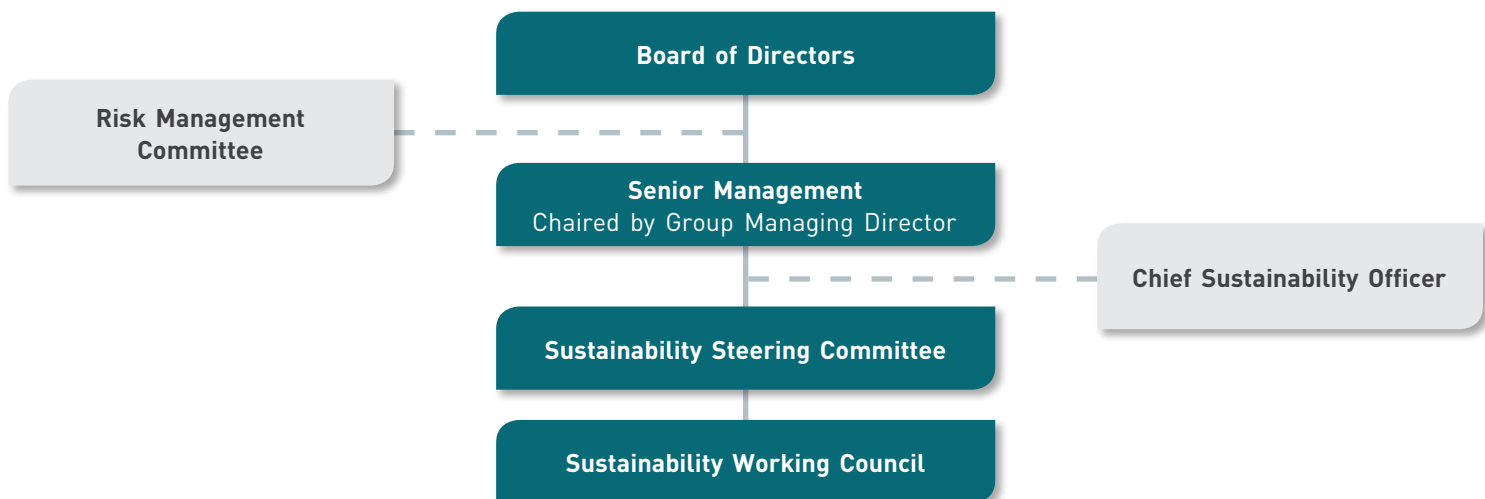 Board of Directors
Risk Management
Committee
Senior Management
Chaired by Group Managing Director
Chief Sustainability Officer
Sustainability Steering Committee
Sustainability Working Council